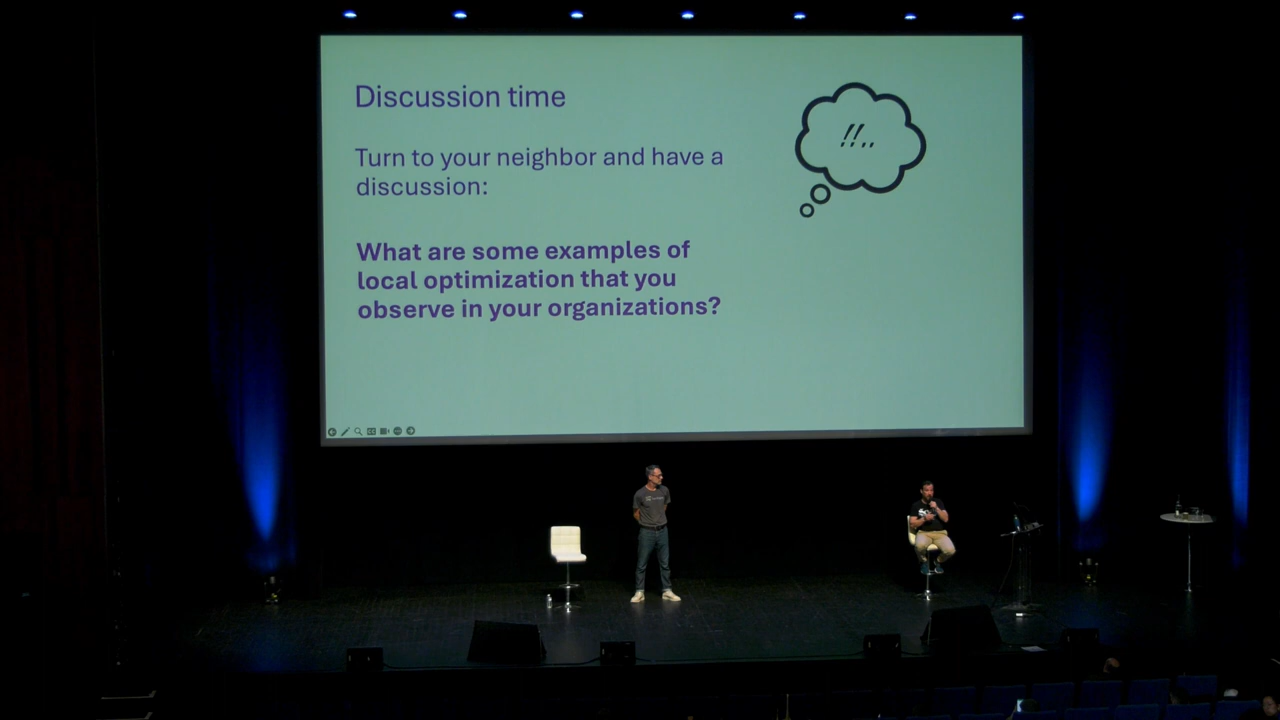 Discussion time
Turn to your neighbor and have a
discussion:
What are some examples of
local optimization that you
observe in your organizations?
!!..